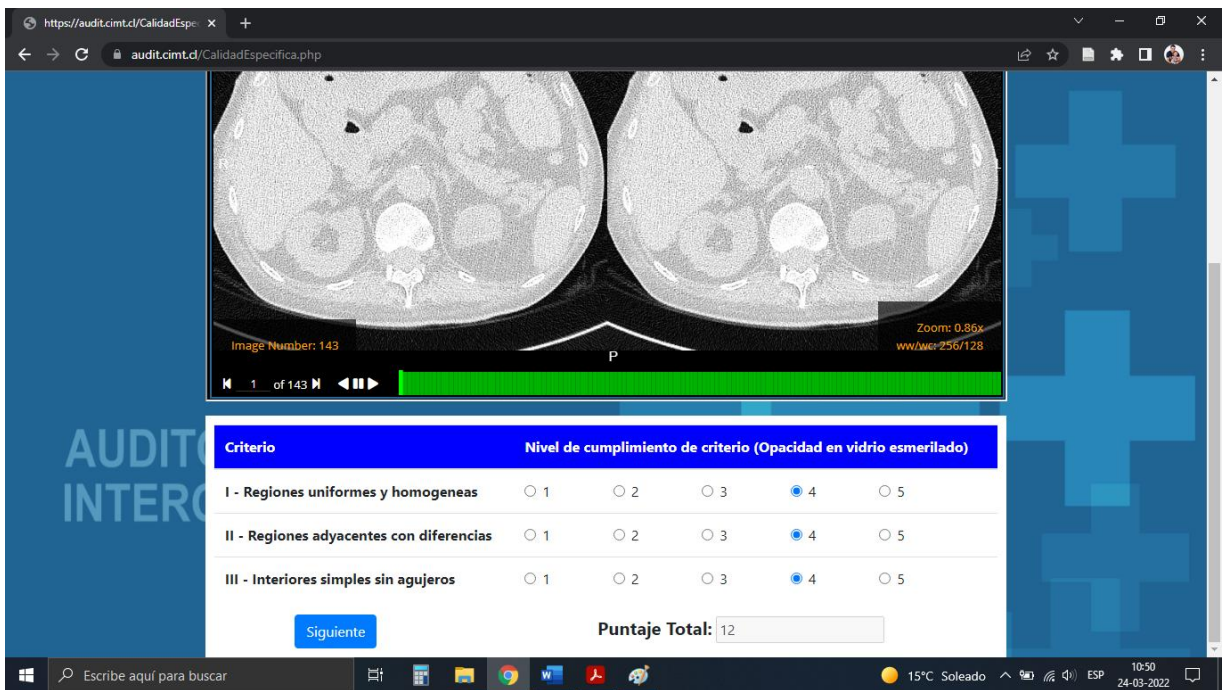 https://audit.cimt.cl/CalidadEspe
audit.cimt.cl/CalidadEspecifica.php
R
L
Image Number: 143
Zoom: 0.86x
ww/wc: 256/128
P
1 of 143
AUDITO
INTERO
Criterio Nivel de cumplimiento de criterio (Opacidad en vidrio esmerilado)
I - Regiones uniformes y homogeneas 1 2 3 4 5
II - Regiones adyacentes con diferencias 1 2 3 4 5
III - Interiores simples sin agujeros 1 2 3 4 5
Siguiente Puntaje Total: 12
Escribe aquí para buscar
15°C Soleado ESP 10:50
24-03-2022